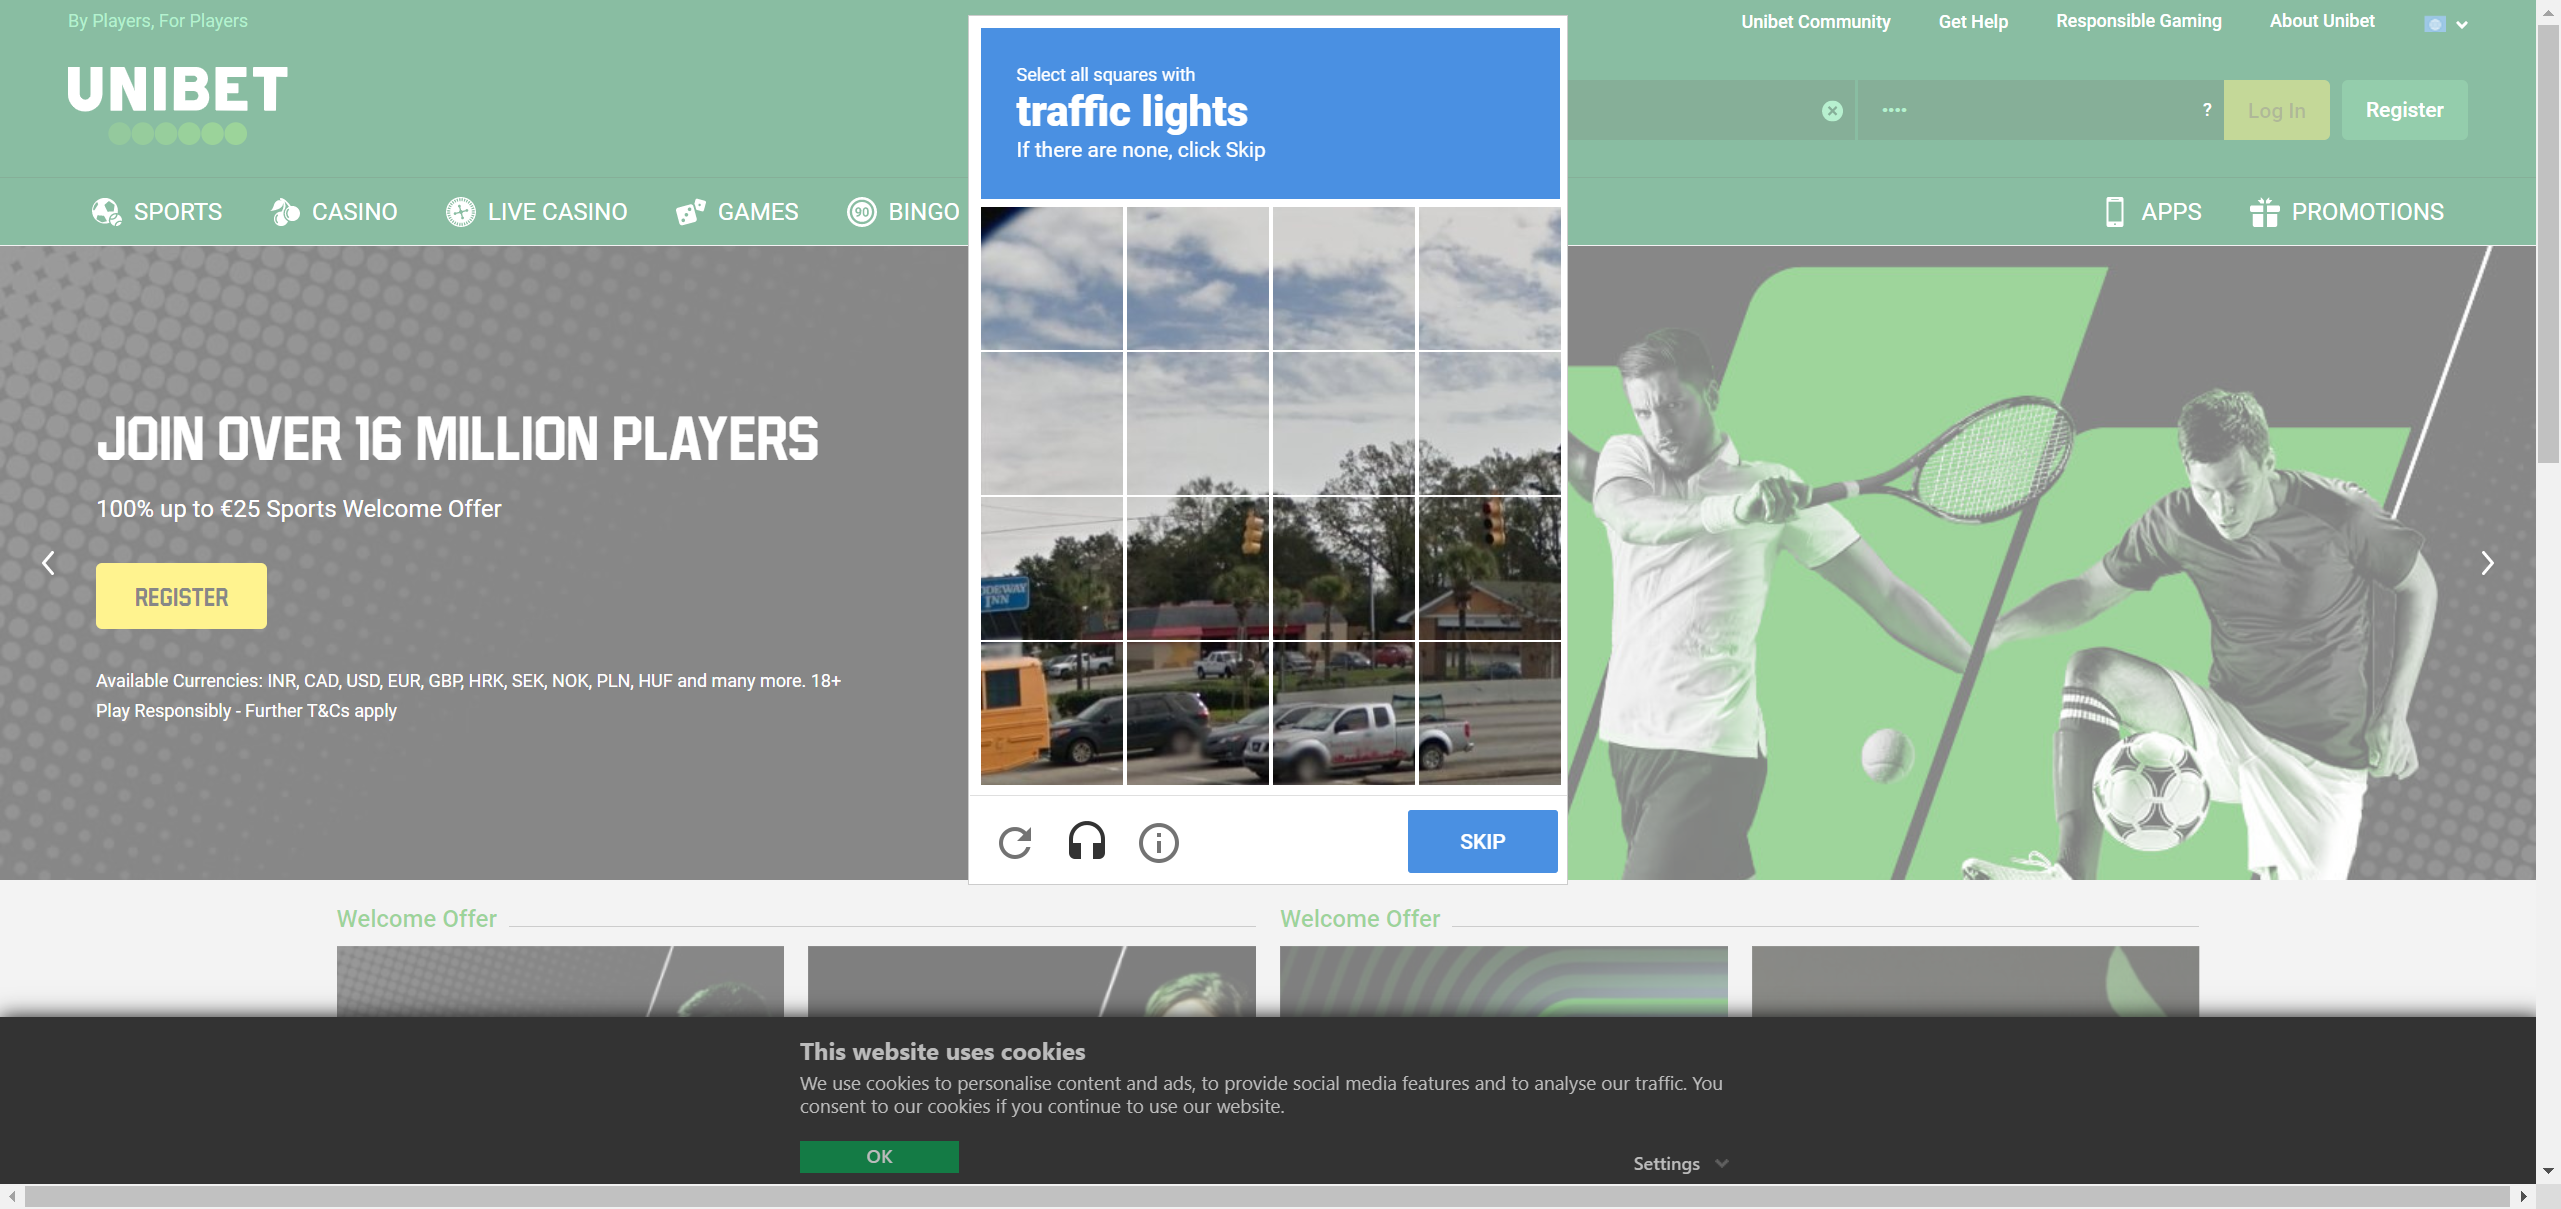 By Players, For Players
Unibet Community
Get Help
Responsible Gaming
About Unibet
UNIBET
••••
?
Log In
Register
SPORTS
CASINO
LIVE CASINO
GAMES
90
BINGO
APPS
PROMOTIONS
Select all squares with
traffic lights
If there are none, click Skip
JOIN OVER 16 MILLION PLAYERS
100% up to €25 Sports Welcome Offer
REGISTER
Available Currencies: INR, CAD, USD, EUR, GBP, HRK, SEK, NOK, PLN, HUF and many more. 18+
Play Responsibly - Further T&Cs apply
INN
SKIP
Welcome Offer
Welcome Offer
This website uses cookies
We use cookies to personalise content and ads, to provide social media features and to analyse our traffic. You
consent to our cookies if you continue to use our website.
OK
Settings